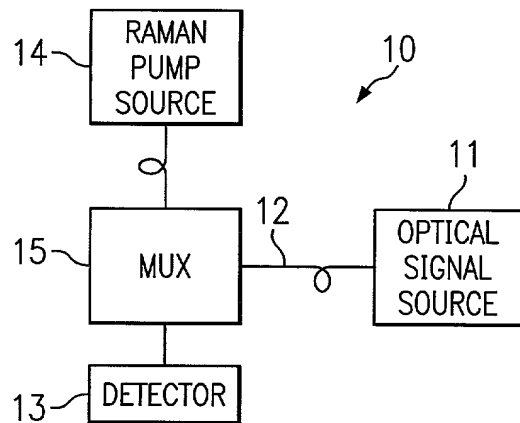 14
RAMAN
PUMP
SOURCE
10
11
12
15
MUX
OPTICAL
SIGNAL
SOURCE
13
DETECTOR